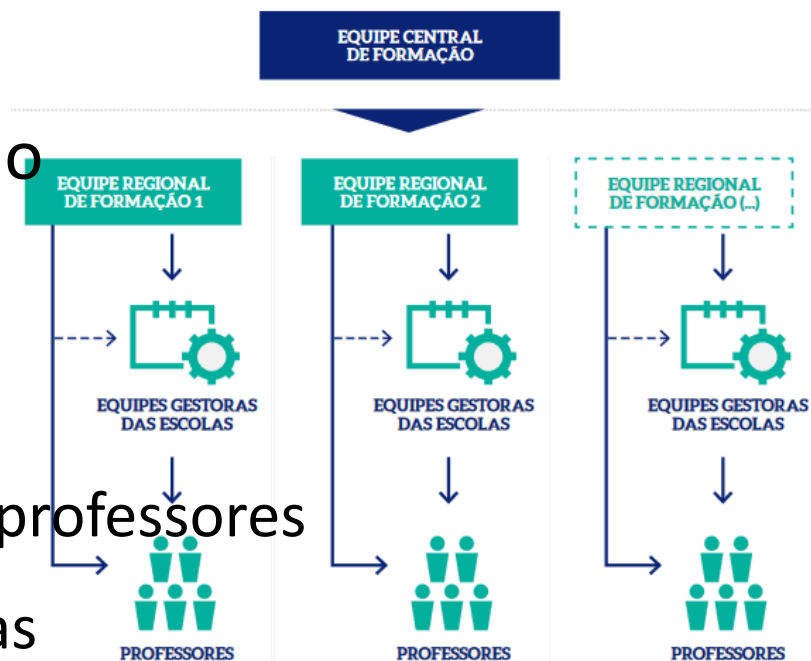 EQUIPE CENTRAL
DE FORMAÇÃO
o
EQUIPE REGIONAL
DE FORMAÇÃO 1
EQUIPE REGIONAL
DE FORMAÇÃO 2
EQUIPE REGIONAL
DE FORMAÇÃO (...)
EQUIPES GESTORAS
DAS ESCOLAS
EQUIPES GESTORAS
DAS ESCOLAS
EQUIPES GESTORAS
DAS ESCOLAS
professores
as
PROFESSORES
PROFESSORES
PROFESSORES